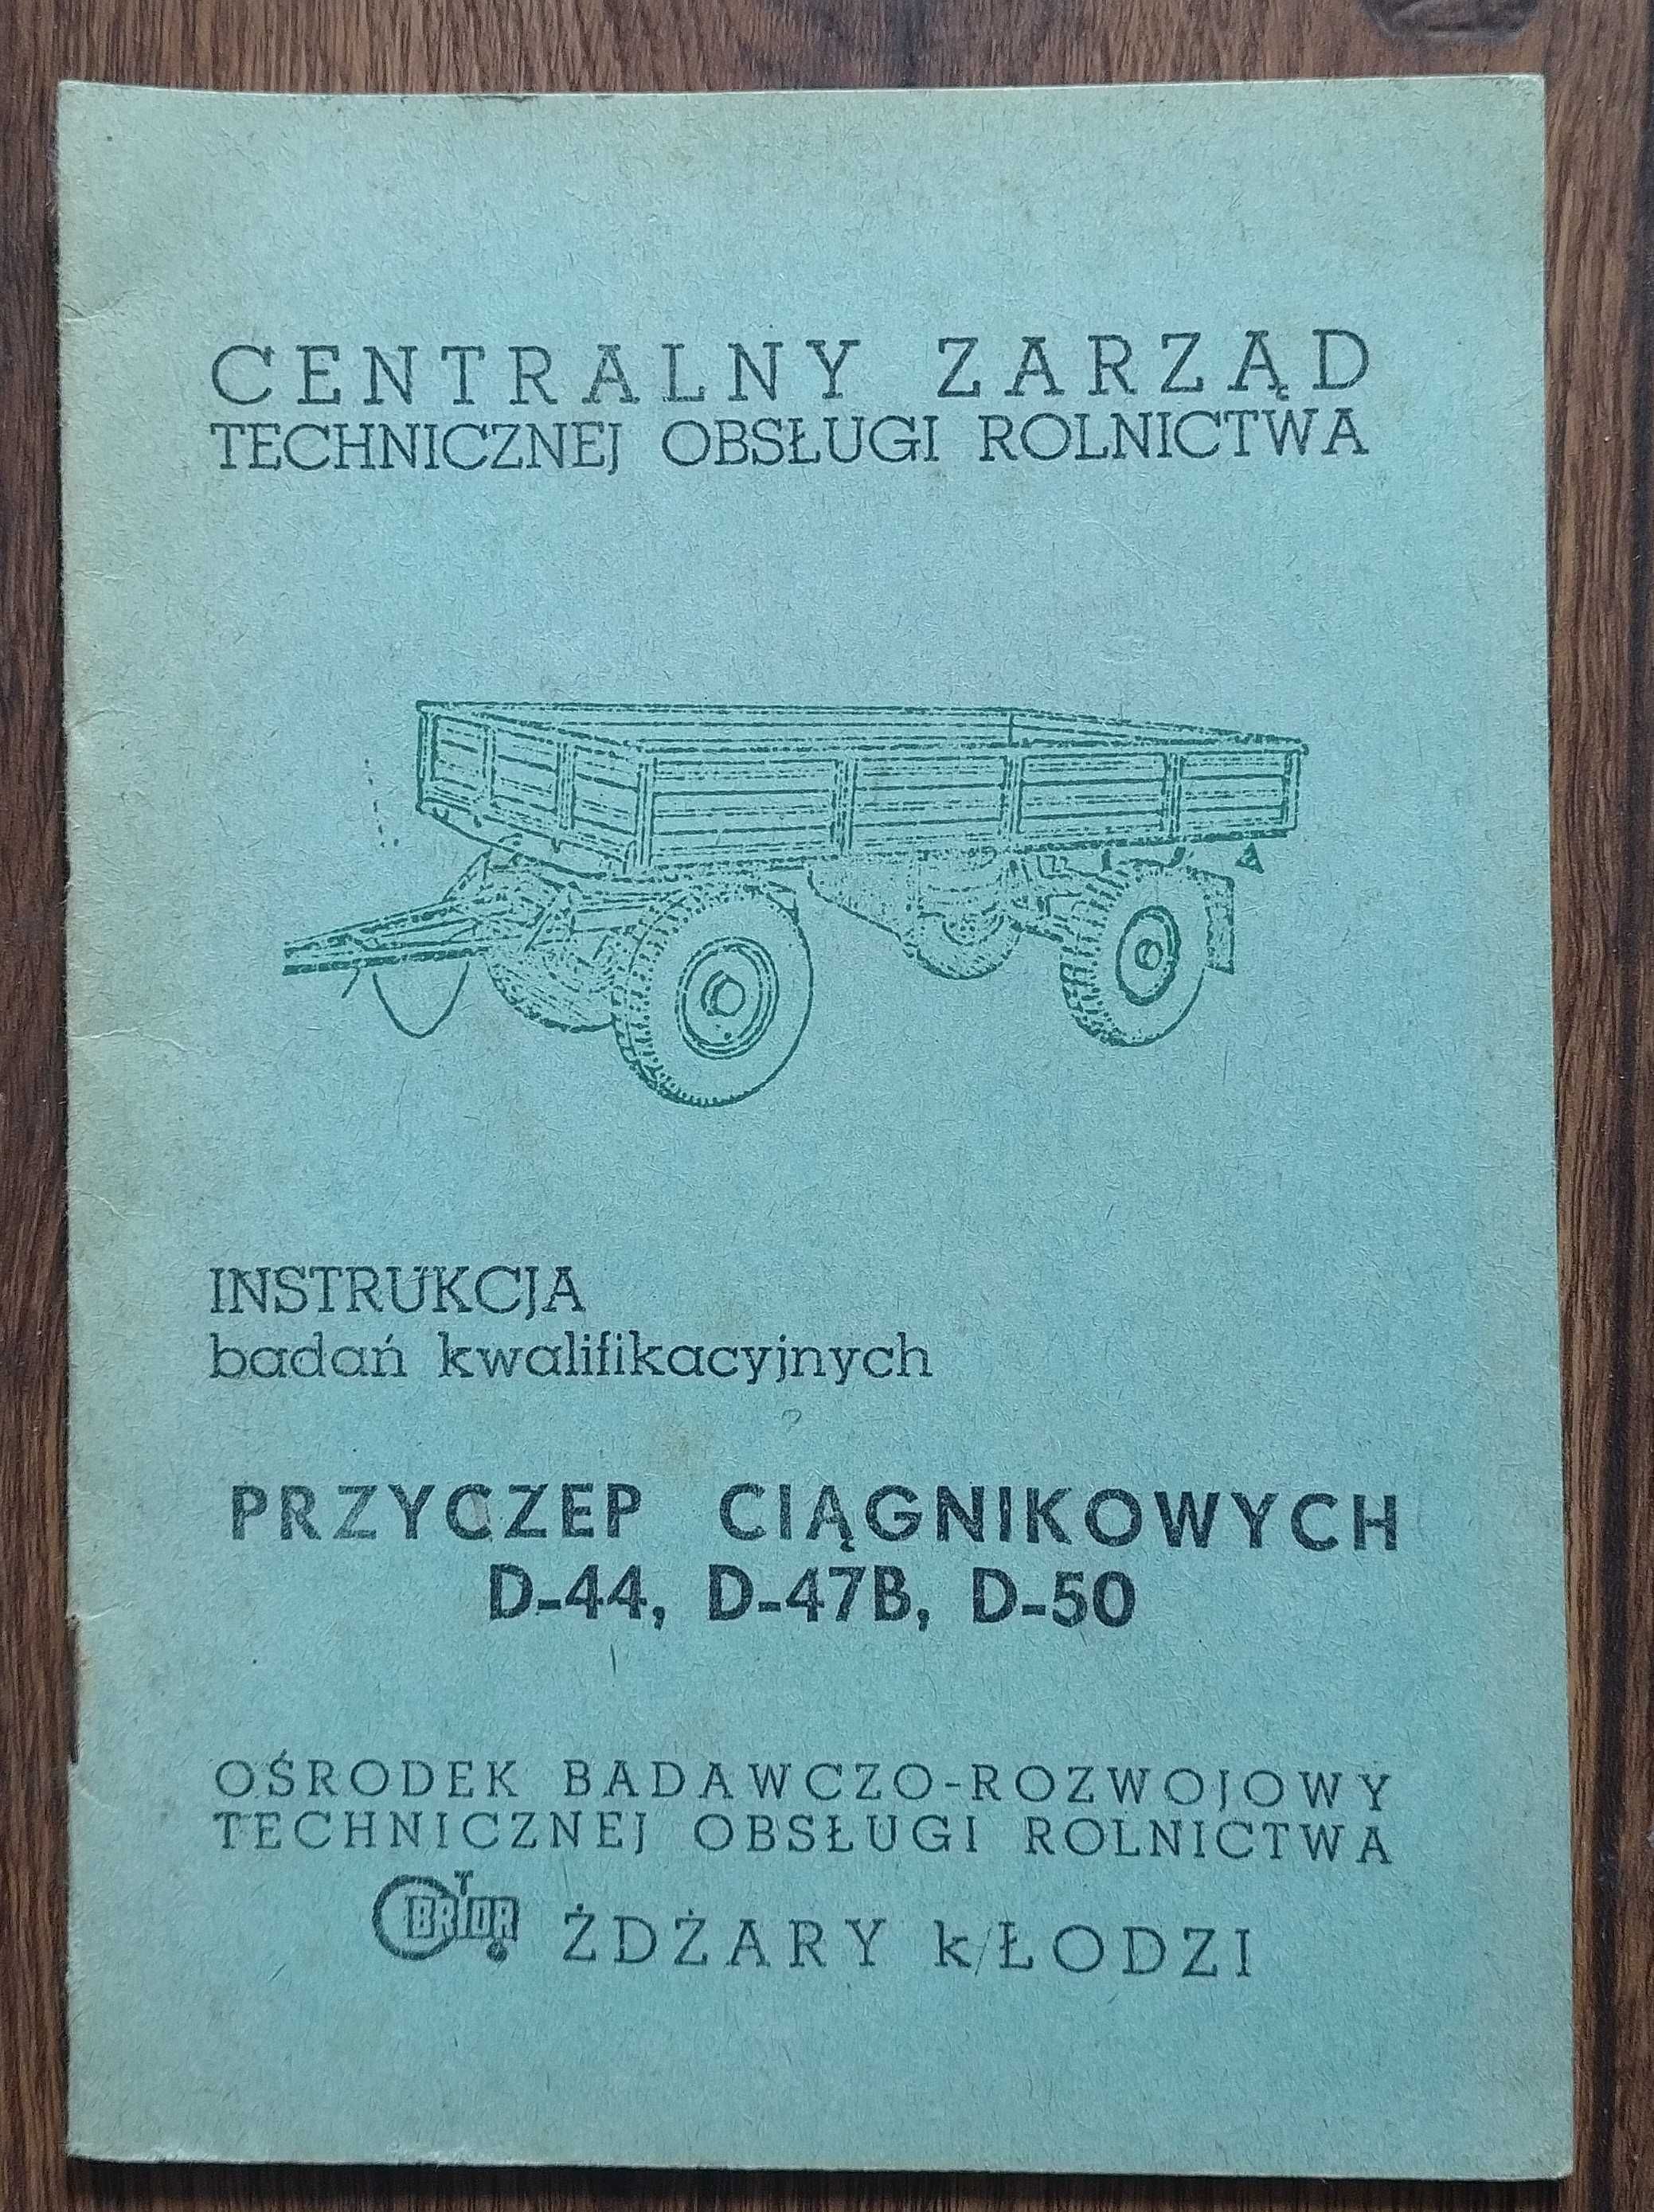 CENTRALNY ZARZĄD
TECHNICZNEJ OBSŁUGI ROLNICTWA
INSTRUKCJA
badań kwalifikacyjnych
PRZYCZEP CIĄGNIKOWYCH
D-44, D-47B, D-50
OŚRODEK BADAWCZO-ROZWOJOWY
TECHNICZNEJ OBSŁUGI ROLNICTWA
OBRTOR ŻDŻARY k/ŁODZI